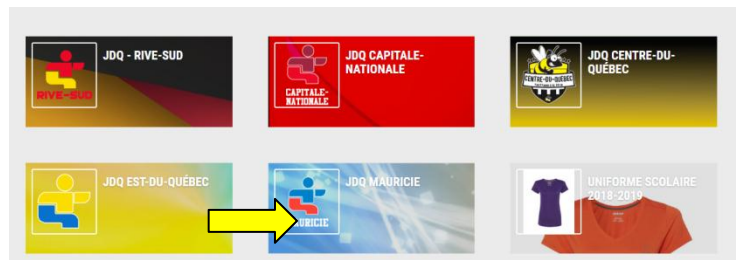 JDQ - RIVE-SUD
RIVE-SUD
JDQ CAPITALE-
NATIONALE
CAPITALE-
NATIONALE
JDQ CENTRE-DU-
QUÉBEC
CENTRE-DU-QUÉBEC
JDQ EST-DU-QUÉBEC
JDQ MAURICIE
AURICIE
UNIFORME SCOLAIRE
2018-2019